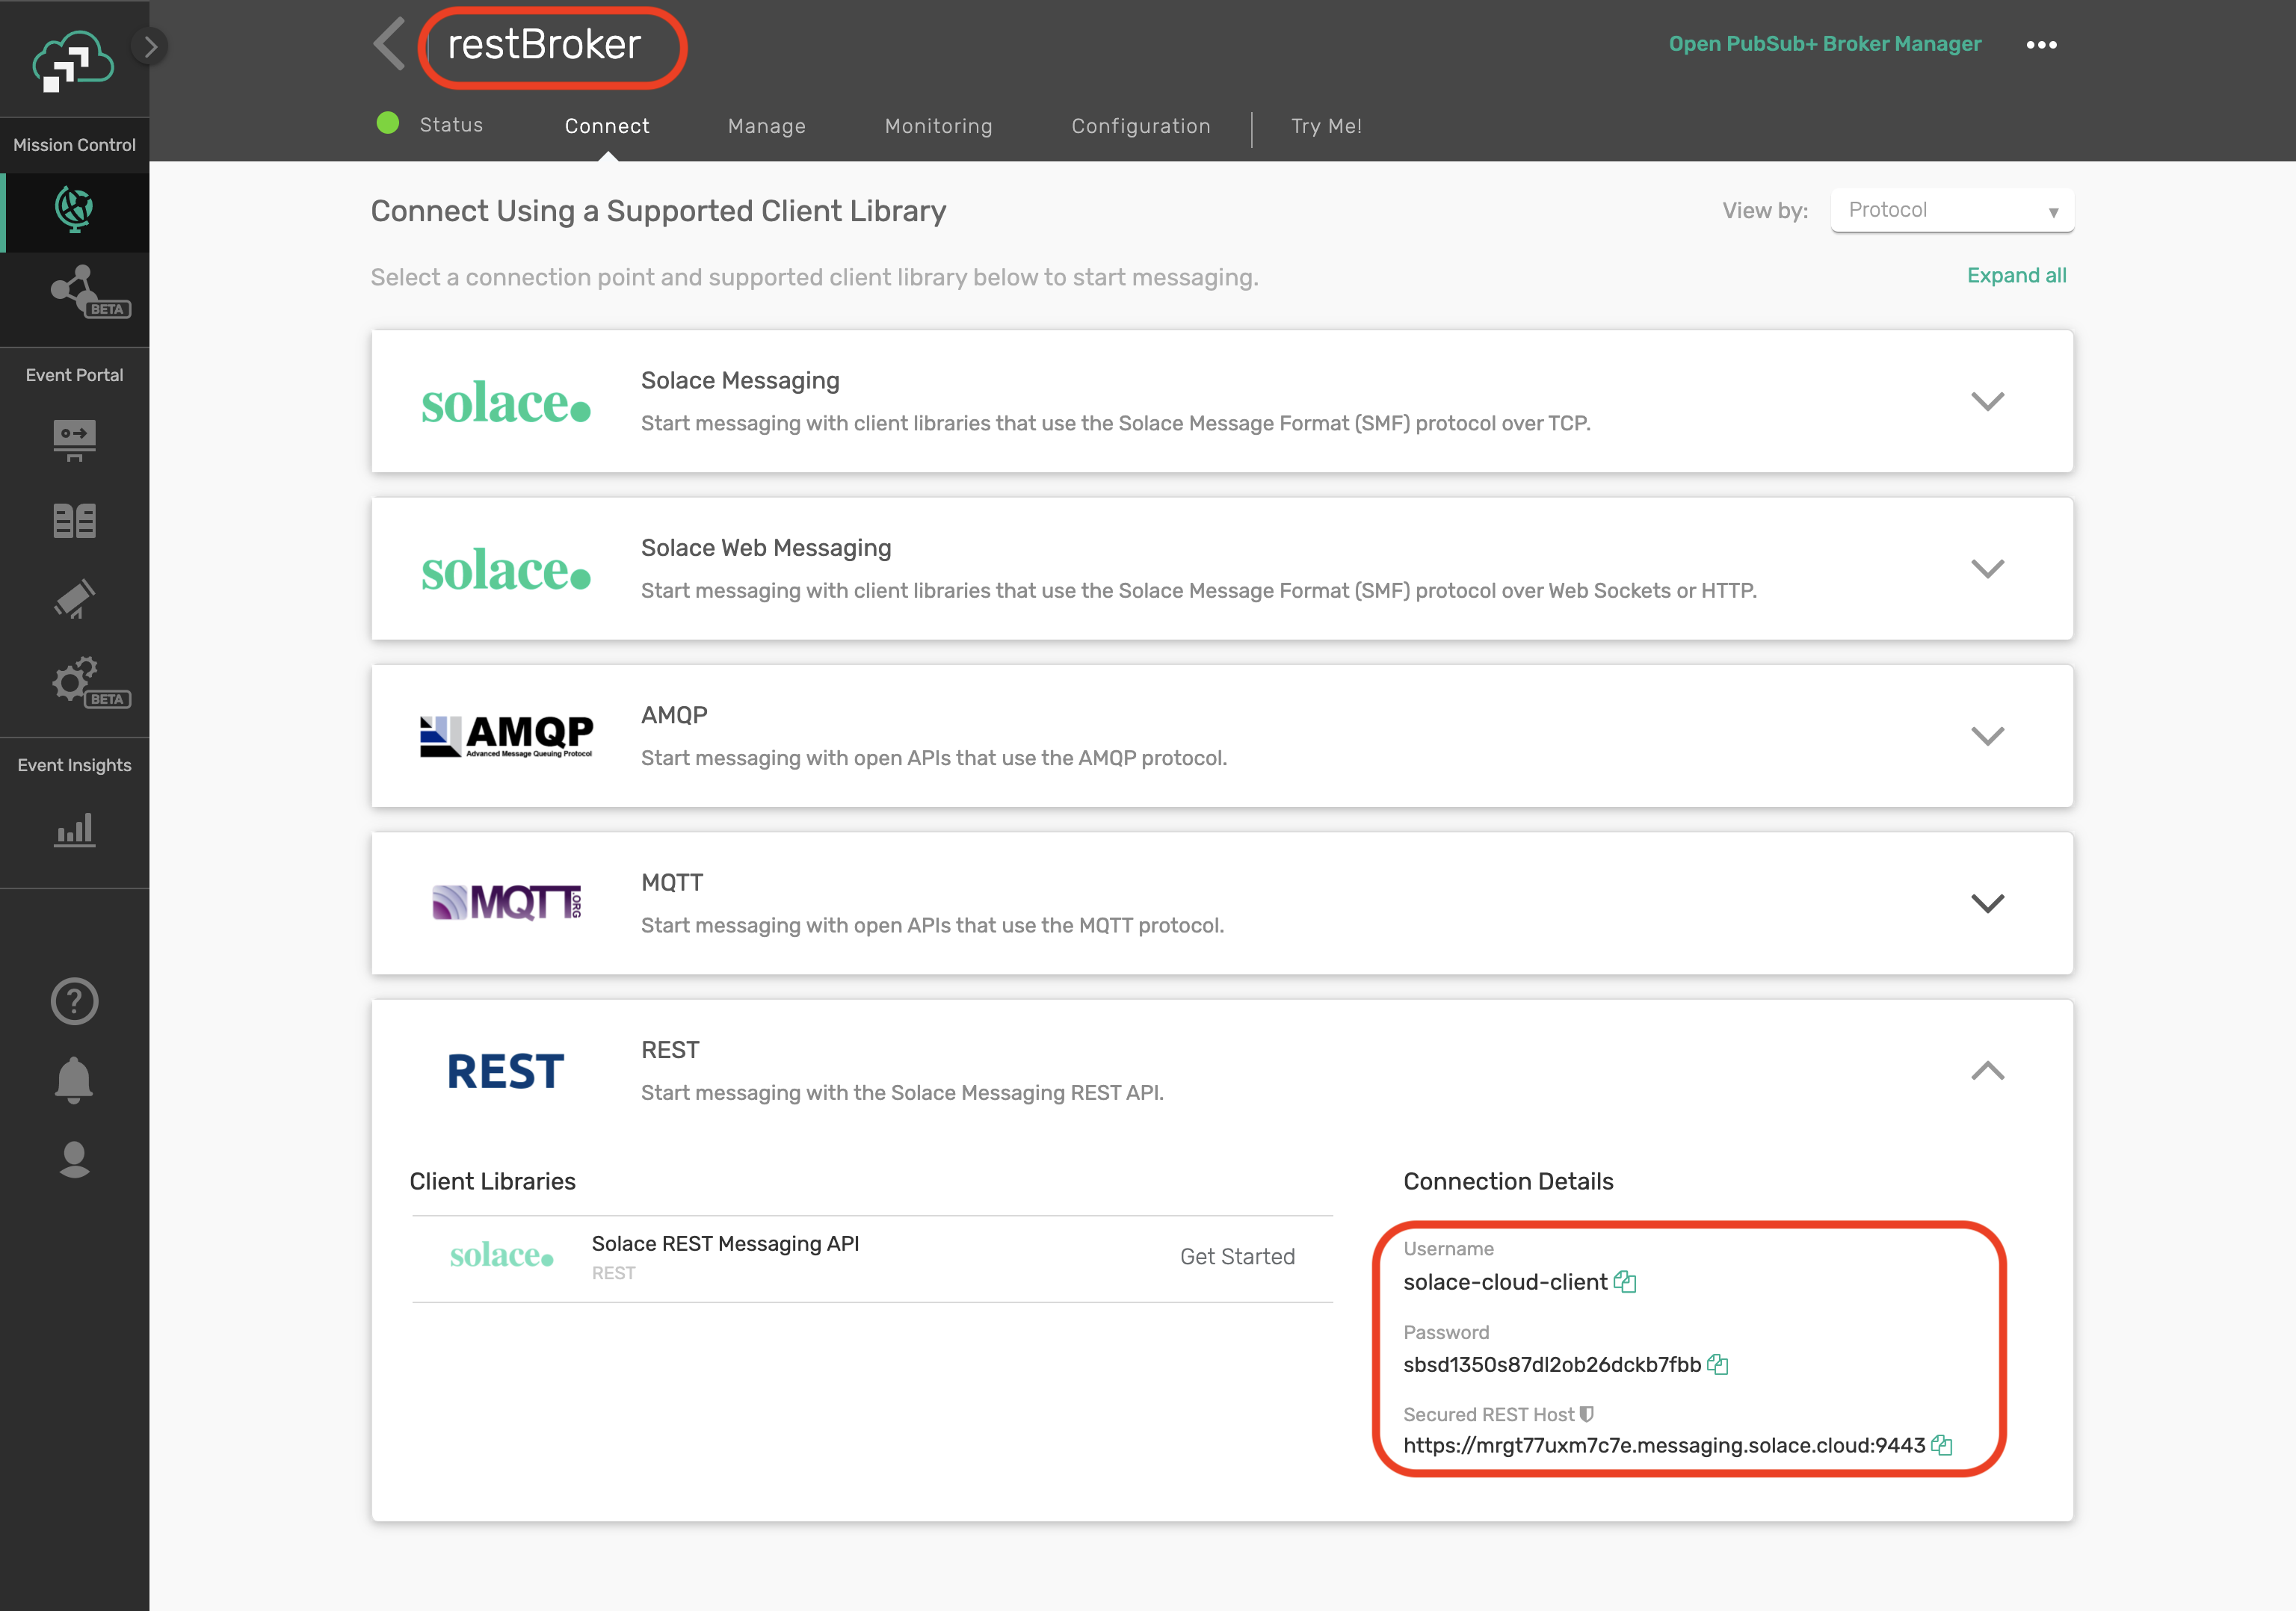 restBroker
Open PubSub+ Broker Manager
Status
Connect
Manage
Monitoring
Configuration
Try Me!
Mission Control
BETA
Event Portal
BETA
Event Insights
Connect Using a Supported Client Library
View by:
Protocol
Select a connection point and supported client library below to start messaging.
Expand all
solace
Solace Messaging
Start messaging with client libraries that use the Solace Message Format (SMF) protocol over TCP.
solace
Solace Web Messaging
Start messaging with client libraries that use the Solace Message Format (SMF) protocol over Web Sockets or HTTP.
AMQP
Advanced Message Queuing Protocol
AMQP
Start messaging with open APIs that use the AMQP protocol.
MQTT.ORG
MQTT
Start messaging with open APIs that use the MQTT protocol.
REST
REST
Start messaging with the Solace Messaging REST API.
Client Libraries
solace
Solace REST Messaging API
REST
Get Started
Connection Details
Username
solace-cloud-client
Password
sbsd1350s87dl2ob26dckb7fbb
Secured REST Host
https://mrgt77uxm7c7e.messaging.solace.cloud:9443